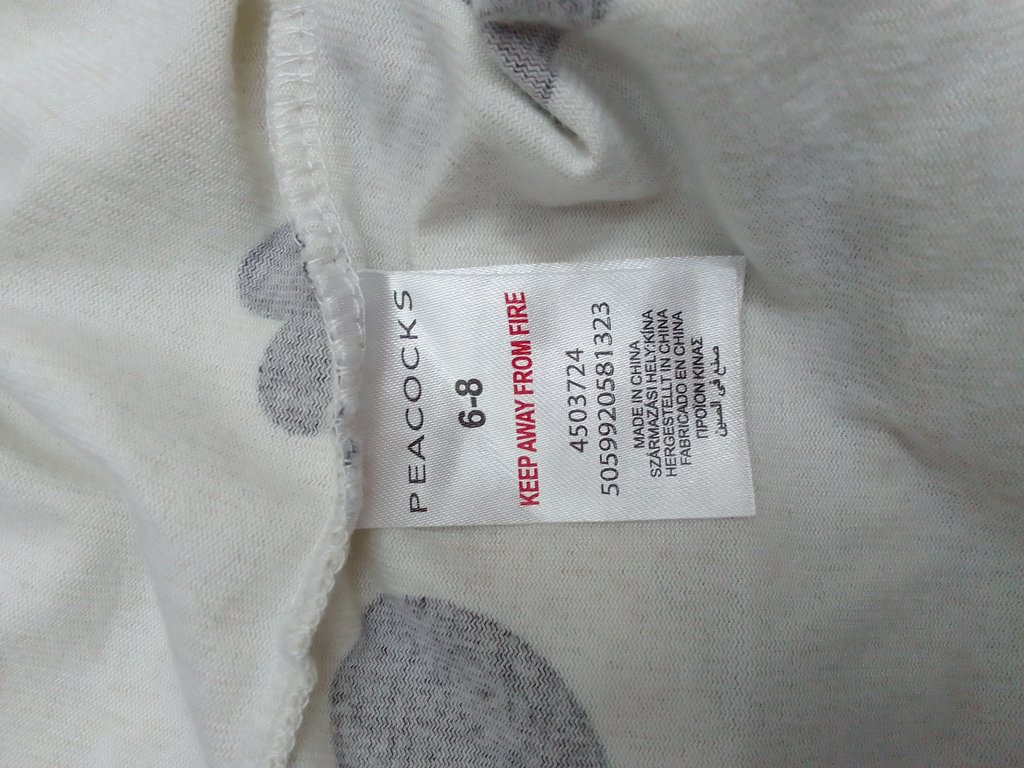 PEACOCKS
6-8
KEEP AWAY FROM FIRE
4503724
5059920581323
MADE IN CHINA
SZÁRMAZÁSI HELY:KÍNA
HERGESTELLT IN CHINA
FABRICADO EN CHINA
ΠΡΟΪΟΝ ΚΙΝΑΣ
صنع في الصين